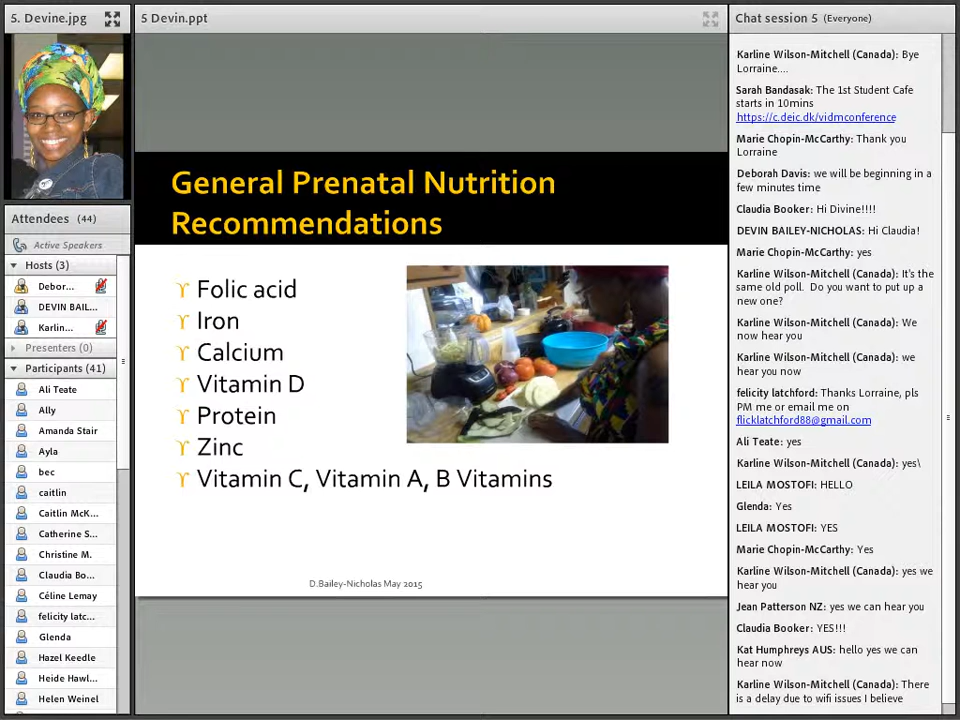 5. Devine.jpg
5 Devin.ppt
Chat session 5 (Everyone)
Attendees (44)
Active Speakers
Hosts (3)
Debor...
DEVIN BAIL...
Karlin...
Presenters (0)
Participants (41)
Ali Teate
Ally
Amanda Stair
Ayla
bec
caitlin
Caitlin McK...
Catherine S...
Christine M.
Claudia Bo...
Céline Lemay
felicity latc...
Glenda
Hazel Keedle
Heide Hawl...
Helen Weinel
General Prenatal Nutrition
Recommendations
Folic acid
Iron
Calcium
Vitamin D
Protein
Zinc
Vitamin C, Vitamin A, B Vitamins
D.Bailey-Nicholas May 2015
Karline Wilson-Mitchell (Canada): Bye
Lorraine....
Sarah Bandasak: The 1st Student Cafe
starts in 10mins
https://c.deic.dk/vidmconference
Marie Chopin-McCarthy: Thank you
Lorraine
Deborah Davis: we will be beginning in a
few minutes time
Claudia Booker: Hi Divine!!!!
DEVIN BAILEY-NICHOLAS: Hi Claudia!
Marie Chopin-McCarthy: yes
Karline Wilson-Mitchell (Canada): It's the
same old poll. Do you want to put up a
new one?
Karline Wilson-Mitchell (Canada): We
now hear you
Karline Wilson-Mitchell (Canada): we
hear you now
felicity latchford: Thanks Lorraine, pls
PM me or email me on
flicklatchford88@gmail.com
Ali Teate: yes
Karline Wilson-Mitchell (Canada): yes\
LEILA MOSTOFI: HELLO
Glenda: Yes
LEILA MOSTOFI: YES
Marie Chopin-McCarthy: Yes
Karline Wilson-Mitchell (Canada): yes we
hear you
Jean Patterson NZ: yes we can hear you
Claudia Booker: YES!!!
Kat Humphreys AUS: hello yes we can
hear now
Karline Wilson-Mitchell (Canada): There
is a delay due to wifi issues I believe